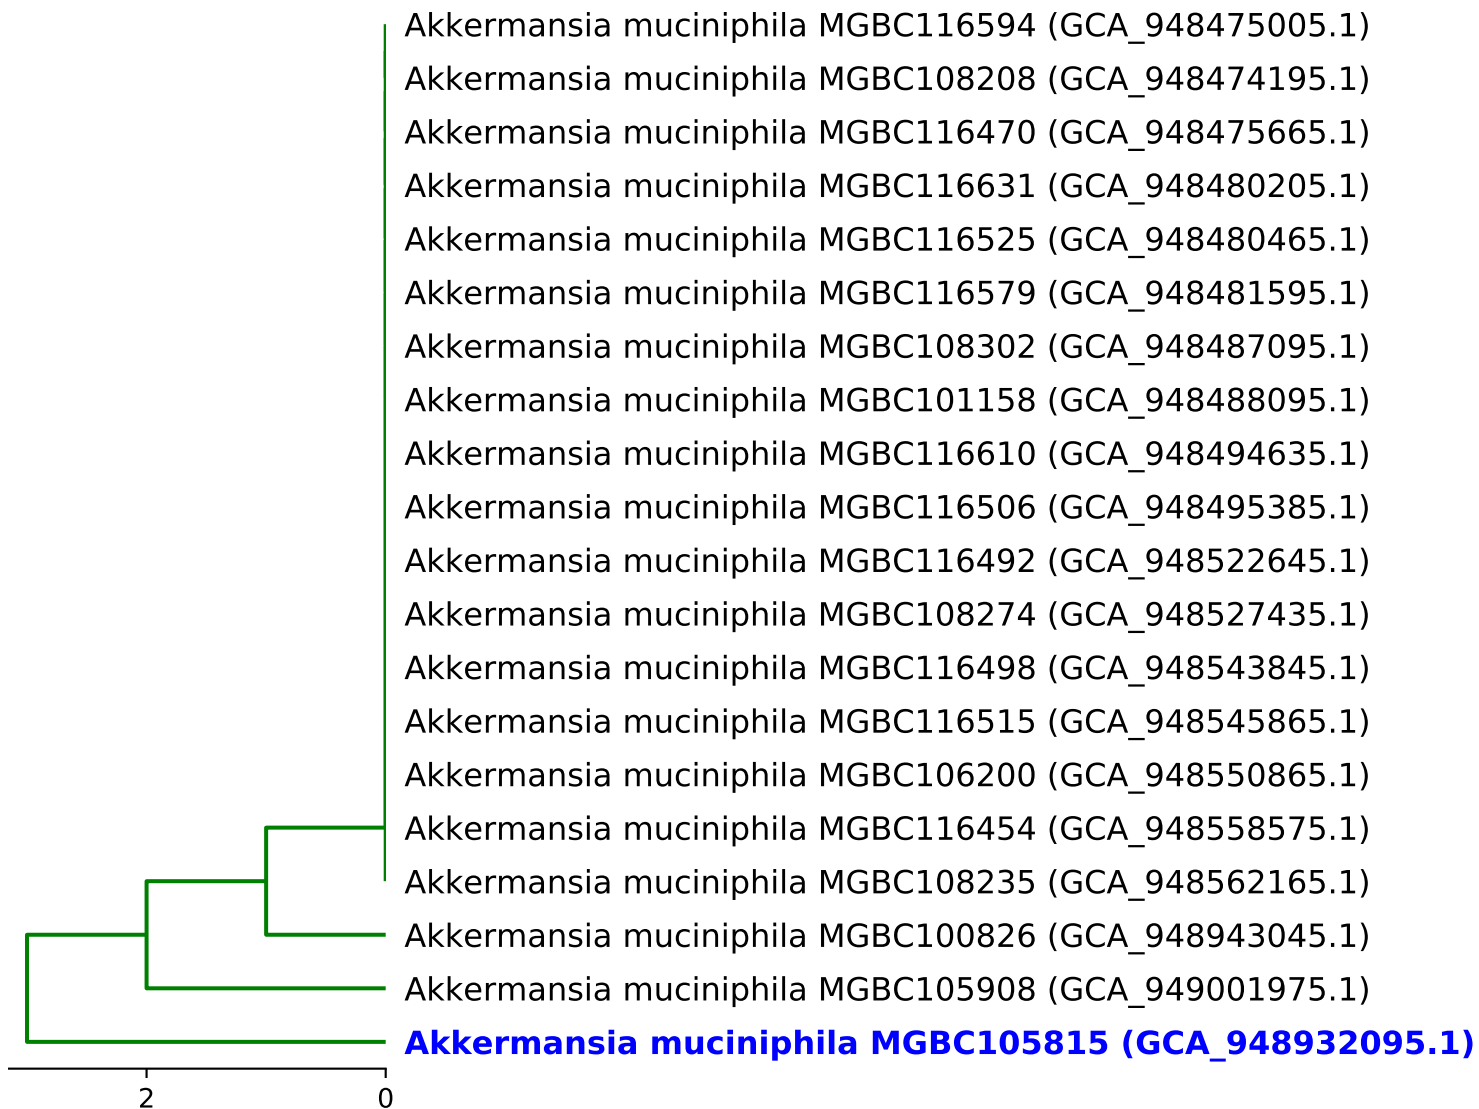 Akkermansia muciniphila MGBC116594 (GCA_948475005.1)
Akkermansia muciniphila MGBC108208 (GCA_948474195.1)
Akkermansia muciniphila MGBC116470 (GCA_948475665.1)
Akkermansia muciniphila MGBC116631 (GCA_948480205.1)
Akkermansia muciniphila MGBC116525 (GCA_948480465.1)
Akkermansia muciniphila MGBC116579 (GCA_948481595.1)
Akkermansia muciniphila MGBC108302 (GCA_948487095.1)
Akkermansia muciniphila MGBC101158 (GCA_948488095.1)
Akkermansia muciniphila MGBC116610 (GCA_948494635.1)
Akkermansia muciniphila MGBC116506 (GCA_948495385.1)
Akkermansia muciniphila MGBC116492 (GCA_948522645.1)
Akkermansia muciniphila MGBC108274 (GCA_948527435.1)
Akkermansia muciniphila MGBC116498 (GCA_948543845.1)
Akkermansia muciniphila MGBC116515 (GCA_948545865.1)
Akkermansia muciniphila MGBC106200 (GCA_948550865.1)
Akkermansia muciniphila MGBC116454 (GCA_948558575.1)
Akkermansia muciniphila MGBC108235 (GCA_948562165.1)
Akkermansia muciniphila MGBC100826 (GCA_948943045.1)
Akkermansia muciniphila MGBC105908 (GCA_949001975.1)
Akkermansia muciniphila MGBC105815 (GCA_948932095.1)
2 0